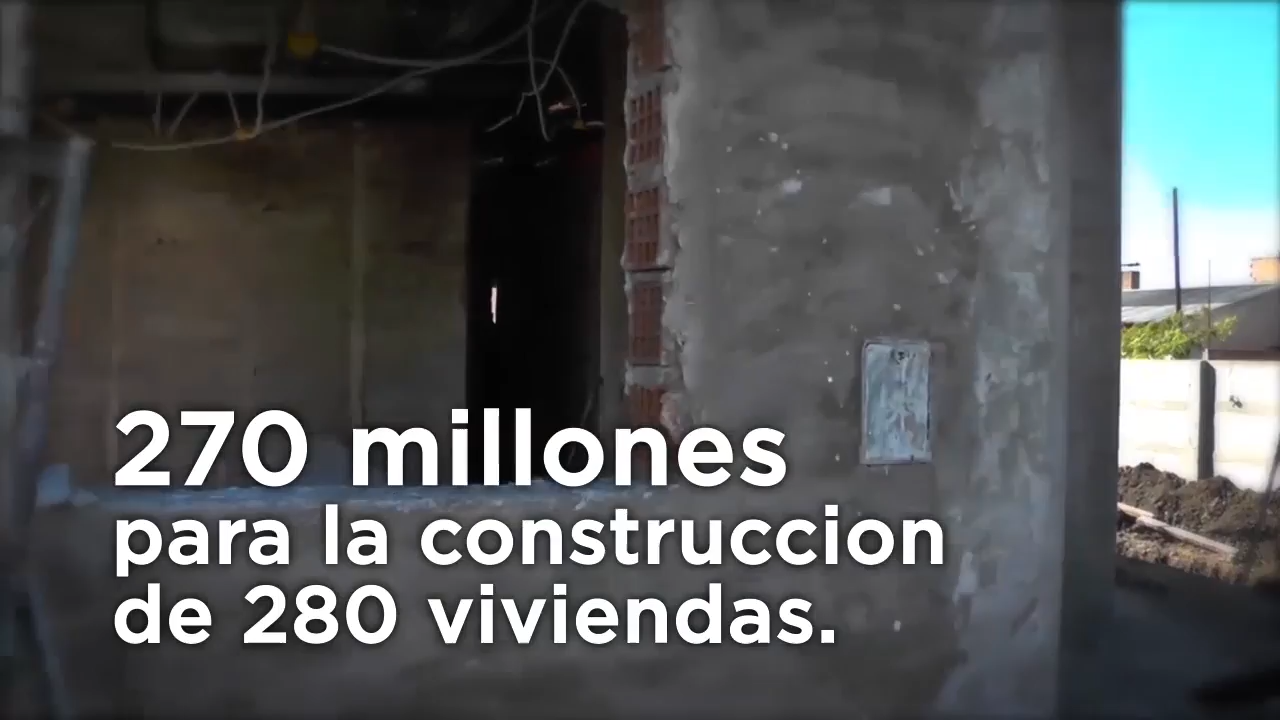 270 millones
para la construccion
de 280 viviendas.